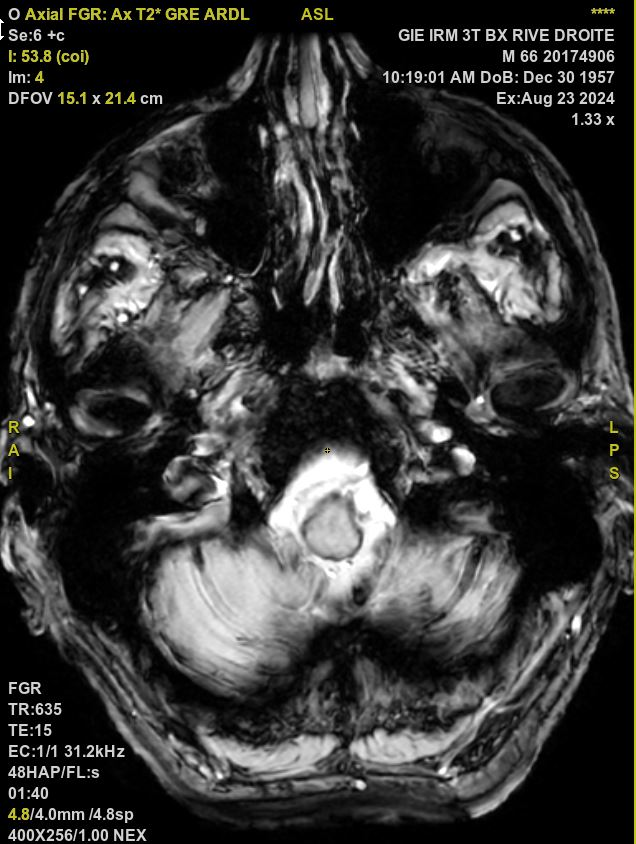 O Axial FGR: Ax T2* GRE ARDL
Se:6 +c
I: 53.8 (coi)
Im: 4
DFOV 15.1 x 21.4 cm
ASL
****
GIE IRM 3T BX RIVE DROITE
M 66 20174906
10:19:01 AM DoB: Dec 30 1957
Ex:Aug 23 2024
1.33 x
R
A
I
L
P
S
FGR
TR:635
TE:15
EC:1/1 31.2kHz
48HAP/FL:s
01:40
4.8/4.0mm /4.8sp
400X256/1.00 NEX